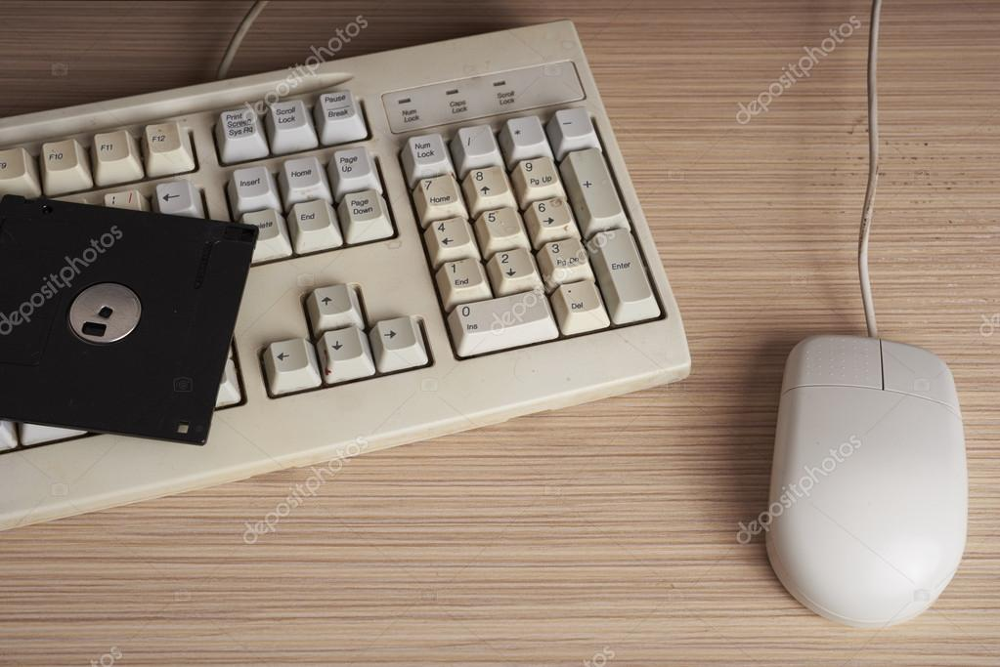 Print
Screen
Sys Rq
Scroll
Lock
Pause
Break
F9
F10
F11
F12
Num
Lock
Caps
Lock
Scroll
Lock
Insert
Home
Page
Up
Num
Lock
/
*
−
←
End
Page
Down
7
Home
8
↑
9
Pg Up
+
4
←
5
6
→
1
End
2
↓
3
Pg Dn
Enter
0
Ins
.
Del
↑
←
↓
→
depositphotos
depositphotos
depositphotos
depositphotos
depositphotos
depositphotos